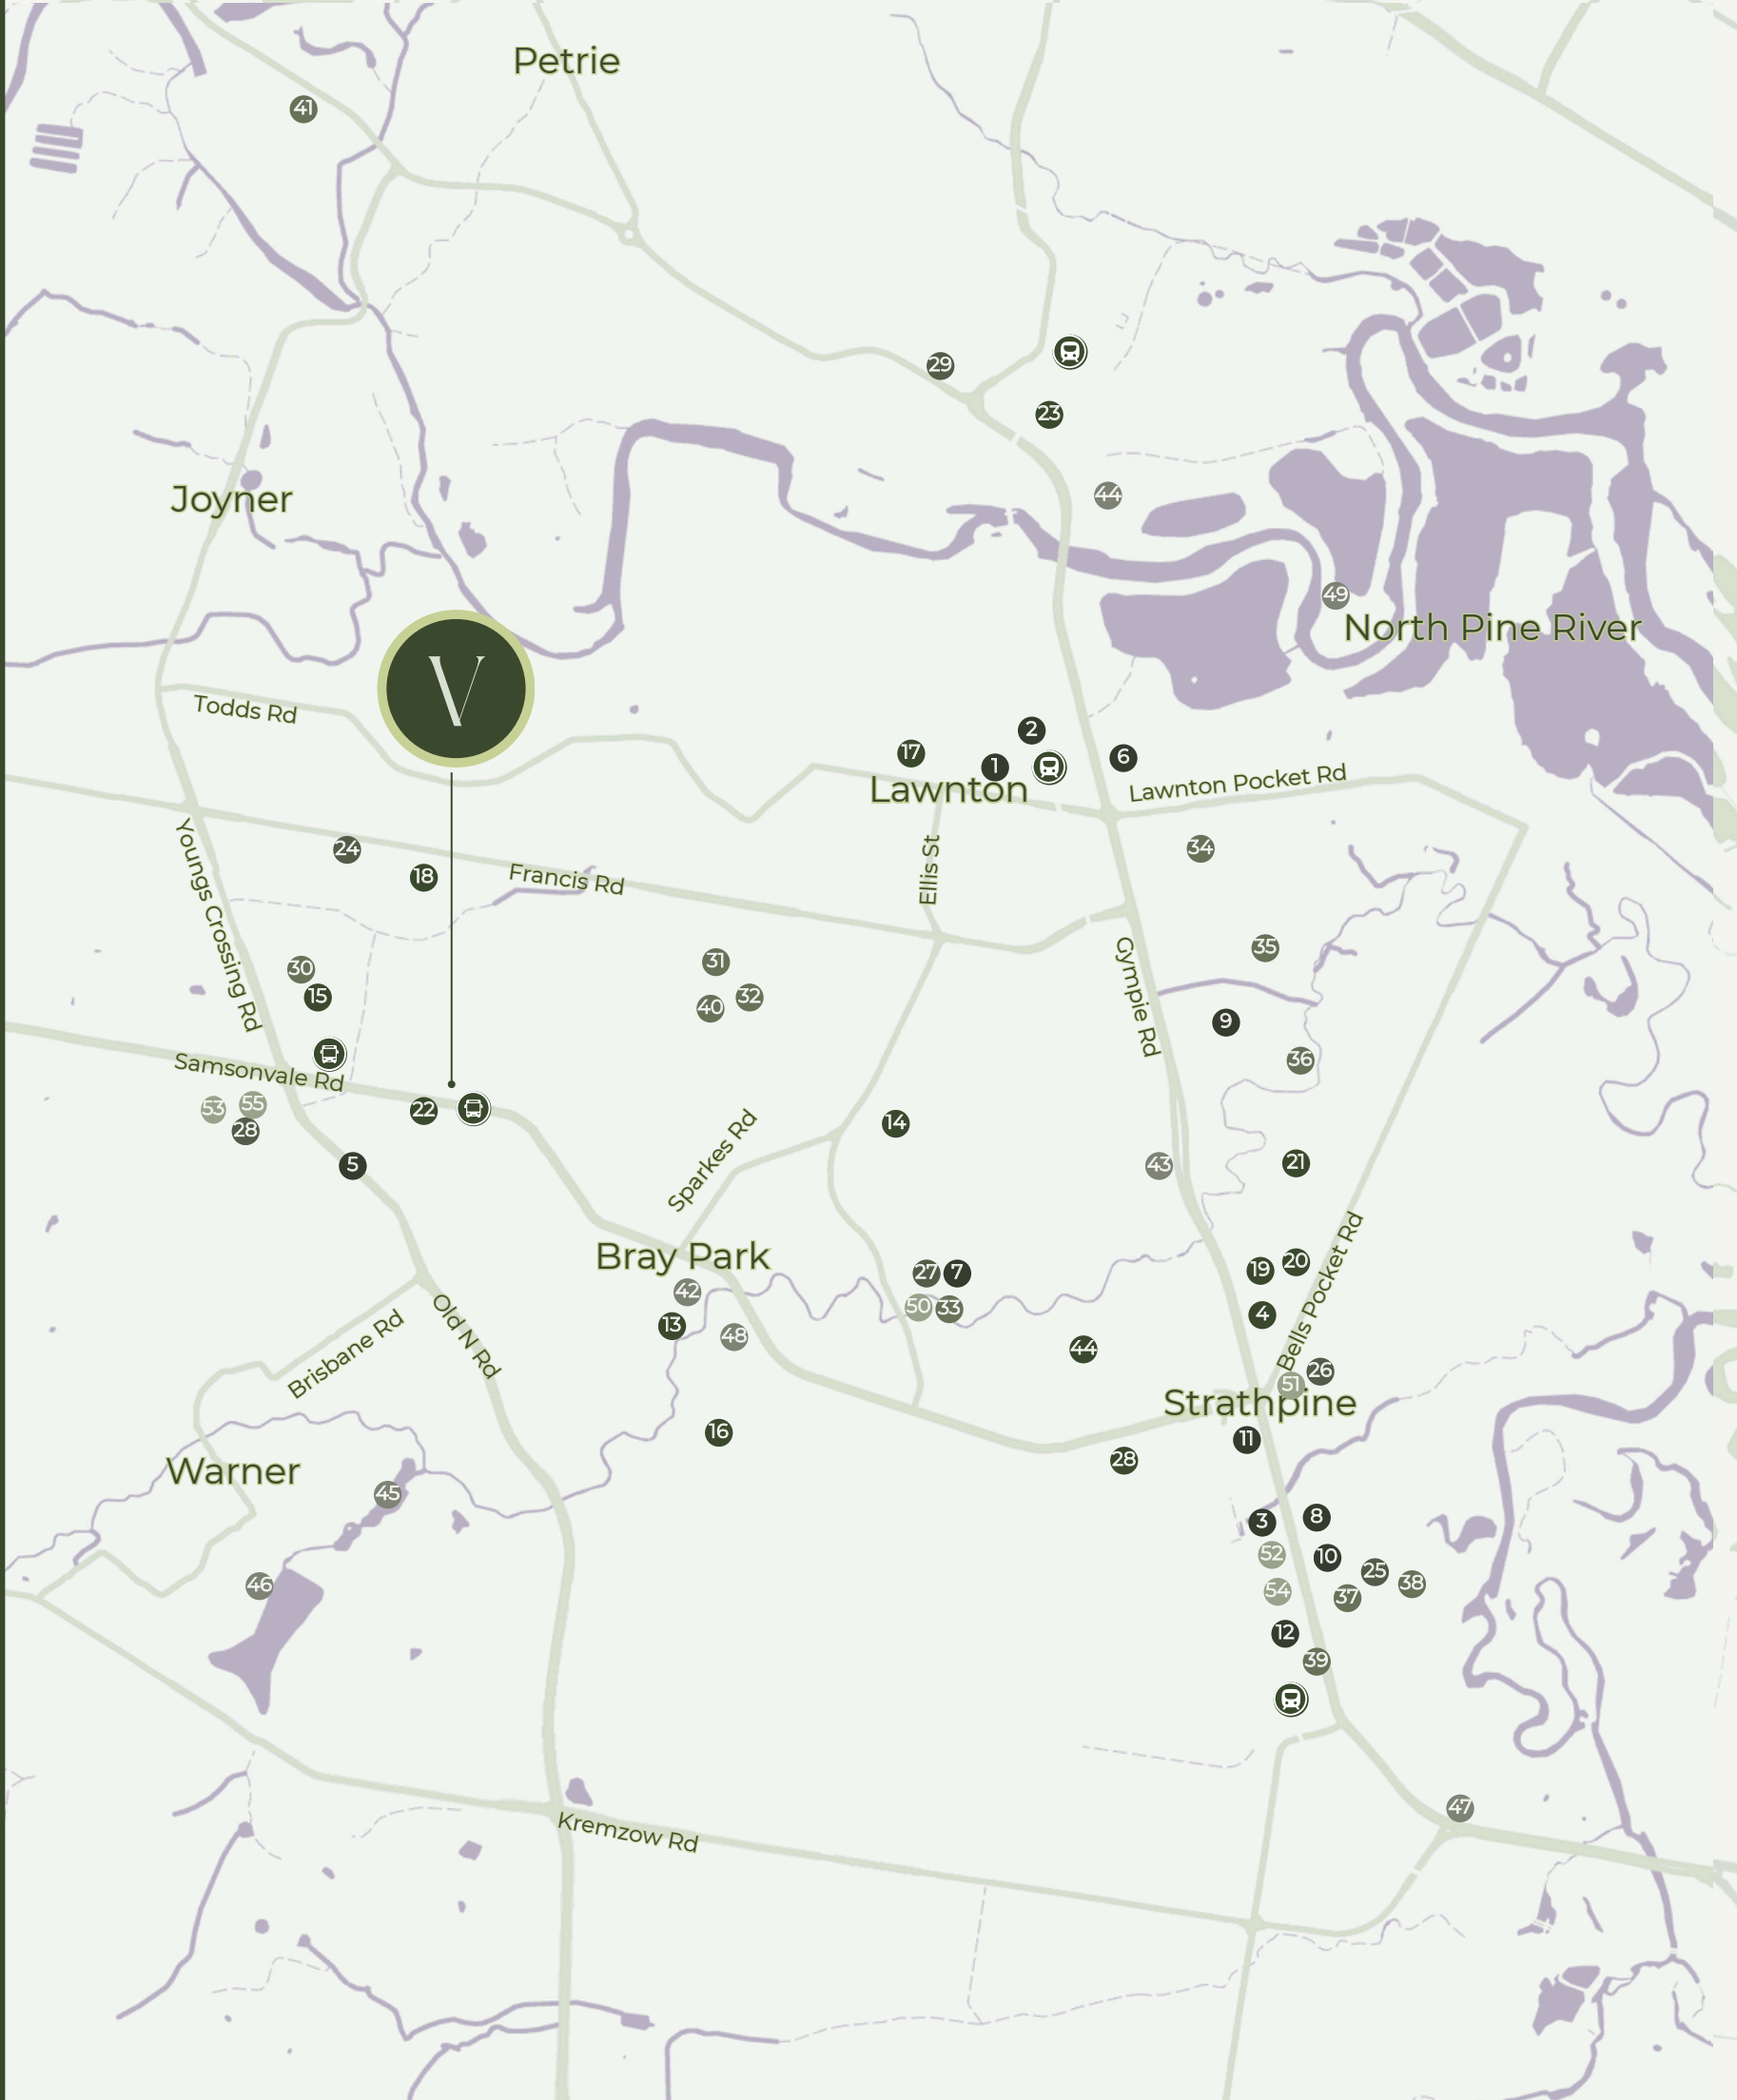 Petrie
41
29
23
44
Joyner
49
North Pine River
V
Todds Rd
2
17
1
6
Lawnton
Lawnton Pocket Rd
24
18
Francis Rd
Ellis St
34
Youngs Crossing Rd
30
15
31
40
32
Gympie Rd
35
9
36
Samsonvale Rd
53
55
28
22
5
14
43
21
Sparkes Rd
Bray Park
42
13
48
27
7
50
33
44
19
20
4
Bells Pocket Rd
26
51
Strathpine
Brisbane Rd
Old N Rd
16
11
28
Warner
45
46
3
8
52
10
25
38
54
37
12
39
47
Kremzow Rd